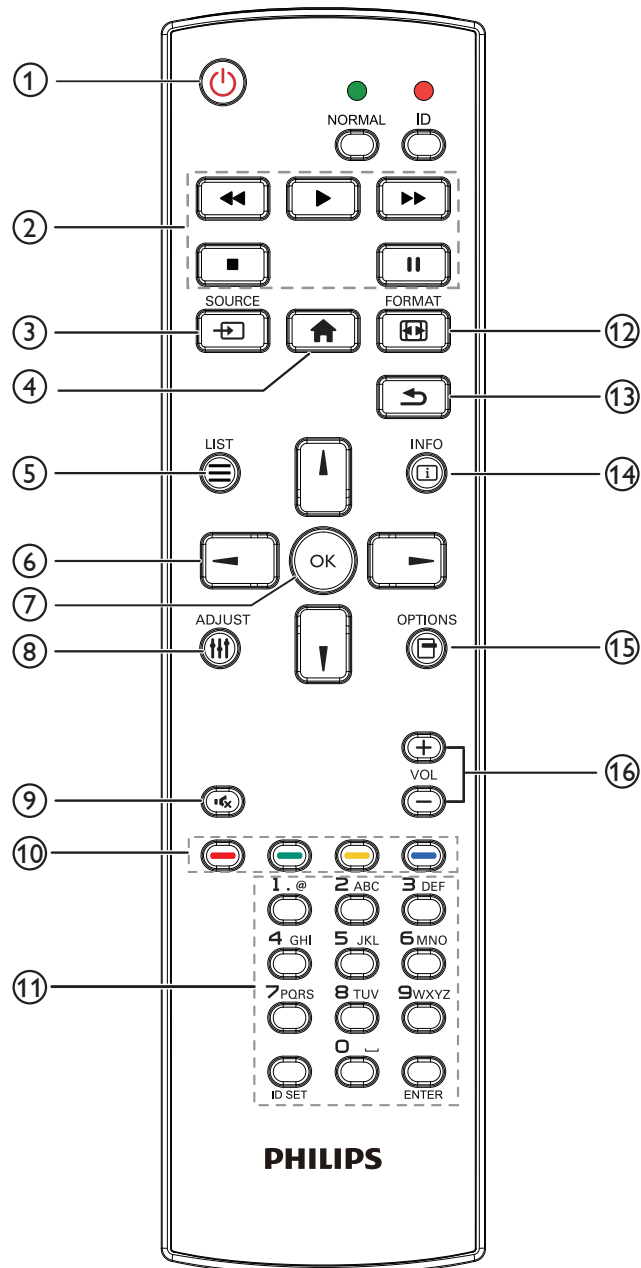 1
NORMAL ID
2
SOURCE FORMAT
3 12
4
13
LIST INFO
5 14
6
OK
7
ADJUST OPTIONS
8 15
+
VOL 16
9 −
10
1 . @ 2 ABC 3 DEF
4 GHI 5 JKL 6 MNO
11
7 PQRS 8 TUV 9 WXYZ
0 ⎵
ID SET ENTER
PHILIPS